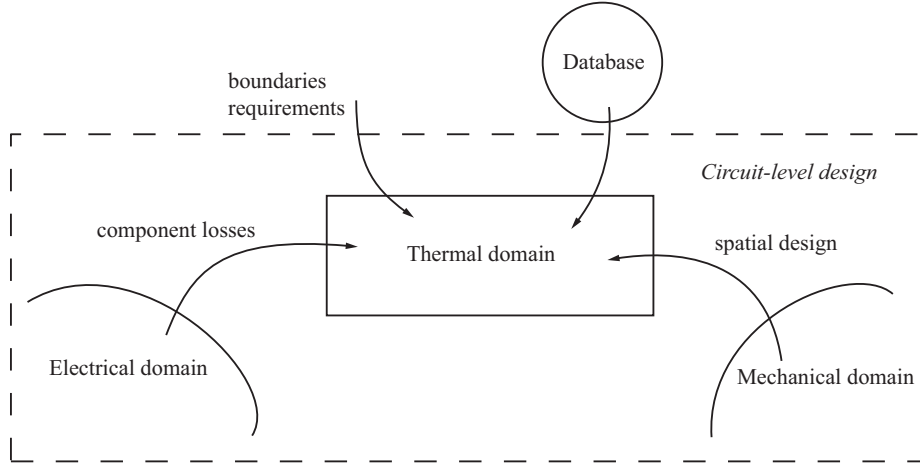 Database
boundaries
requirements
Circuit-level design
component losses
Thermal domain
spatial design
Electrical domain
Mechanical domain